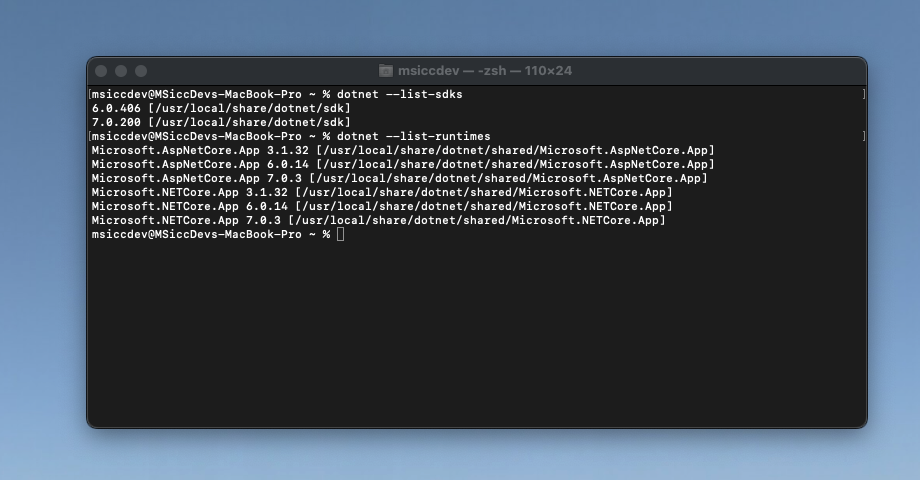 msiccdev — -zsh — 110×24
[msiccdev@MSiccDevs-MacBook-Pro ~ % dotnet --list-sdks ]
6.0.406 [/usr/local/share/dotnet/sdk]
7.0.200 [/usr/local/share/dotnet/sdk]
[msiccdev@MSiccDevs-MacBook-Pro ~ % dotnet --list-runtimes ]
Microsoft.AspNetCore.App 3.1.32 [/usr/local/share/dotnet/shared/Microsoft.AspNetCore.App]
Microsoft.AspNetCore.App 6.0.14 [/usr/local/share/dotnet/shared/Microsoft.AspNetCore.App]
Microsoft.AspNetCore.App 7.0.3 [/usr/local/share/dotnet/shared/Microsoft.AspNetCore.App]
Microsoft.NETCore.App 3.1.32 [/usr/local/share/dotnet/shared/Microsoft.NETCore.App]
Microsoft.NETCore.App 6.0.14 [/usr/local/share/dotnet/shared/Microsoft.NETCore.App]
Microsoft.NETCore.App 7.0.3 [/usr/local/share/dotnet/shared/Microsoft.NETCore.App]
msiccdev@MSiccDevs-MacBook-Pro ~ %